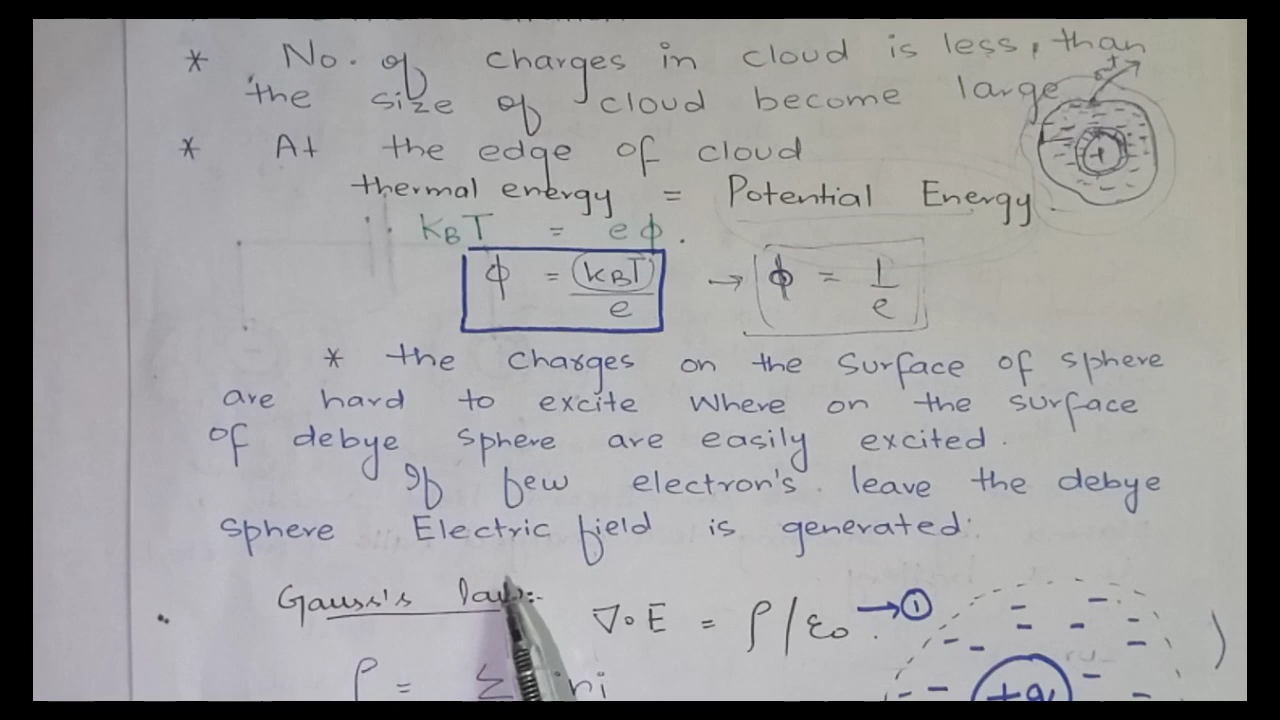 * No. of charges in cloud is less, than
the size of cloud become large
* At the edge of cloud
thermal energy = Potential Energy.
K_BT = eϕ.
ϕ = K_BT/e → ϕ = 1/e
* the charges on the surface of sphere
are hard to excite where on the surface
of debye sphere are easily excited.
If few electron's leave the debye
sphere Electric field is generated:
Gauss's law:-
∇•E = ρ/ε₀ → ①
ρ = Σ
+q